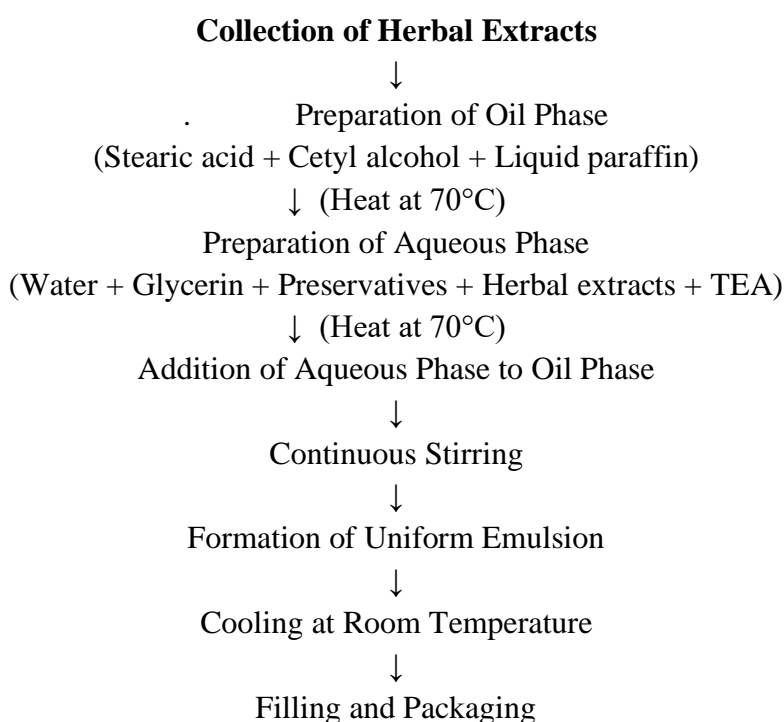 Collection of Herbal Extracts
↓
. Preparation of Oil Phase
(Stearic acid + Cetyl alcohol + Liquid paraffin)
↓ (Heat at 70°C)
Preparation of Aqueous Phase
(Water + Glycerin + Preservatives + Herbal extracts + TEA)
↓ (Heat at 70°C)
Addition of Aqueous Phase to Oil Phase
↓
Continuous Stirring
↓
Formation of Uniform Emulsion
↓
Cooling at Room Temperature
↓
Filling and Packaging